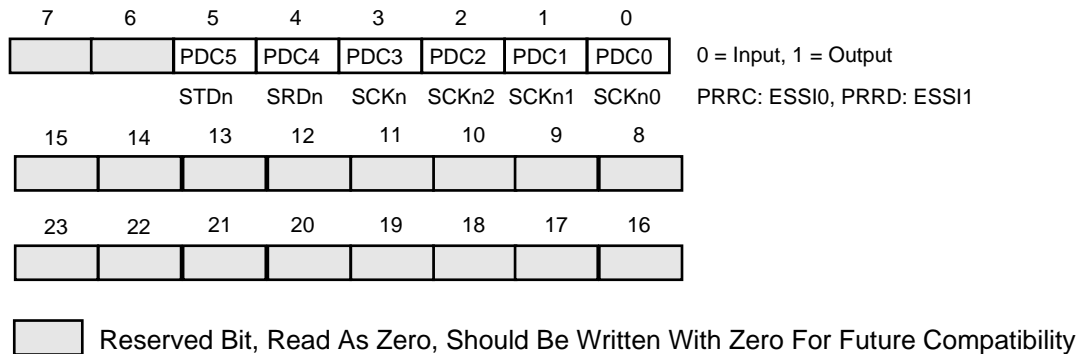 7 6 5 4 3 2 1 0
PDC5 PDC4 PDC3 PDC2 PDC1 PDC0 0 = Input, 1 = Output
STDn SRDn SCKn SCKn2 SCKn1 SCKn0 PRRC: ESSI0, PRRD: ESSI1
15 14 13 12 11 10 9 8
23 22 21 20 19 18 17 16
Reserved Bit, Read As Zero, Should Be Written With Zero For Future Compatibility